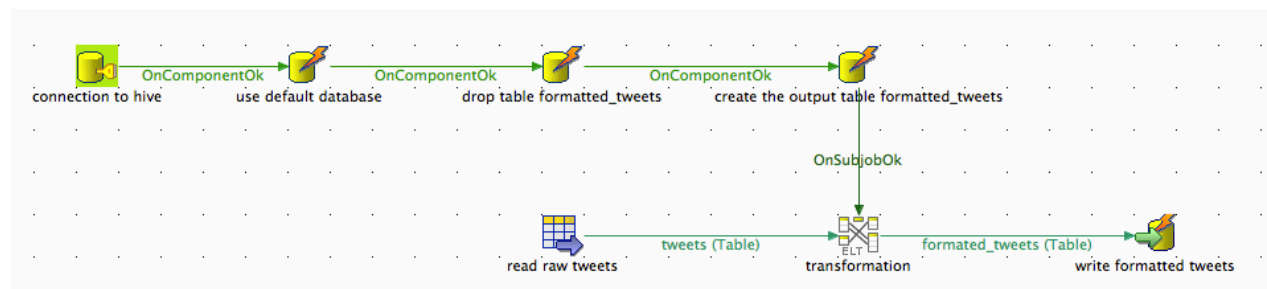 OnComponentOk
OnComponentOk
OnComponentOk
connection to hive
use default database
drop table formatted_tweets
create the output table formatted_tweets
OnSubjobOk
tweets (Table)
formated_tweets (Table)
ELT
read raw tweets
transformation
write formatted tweets